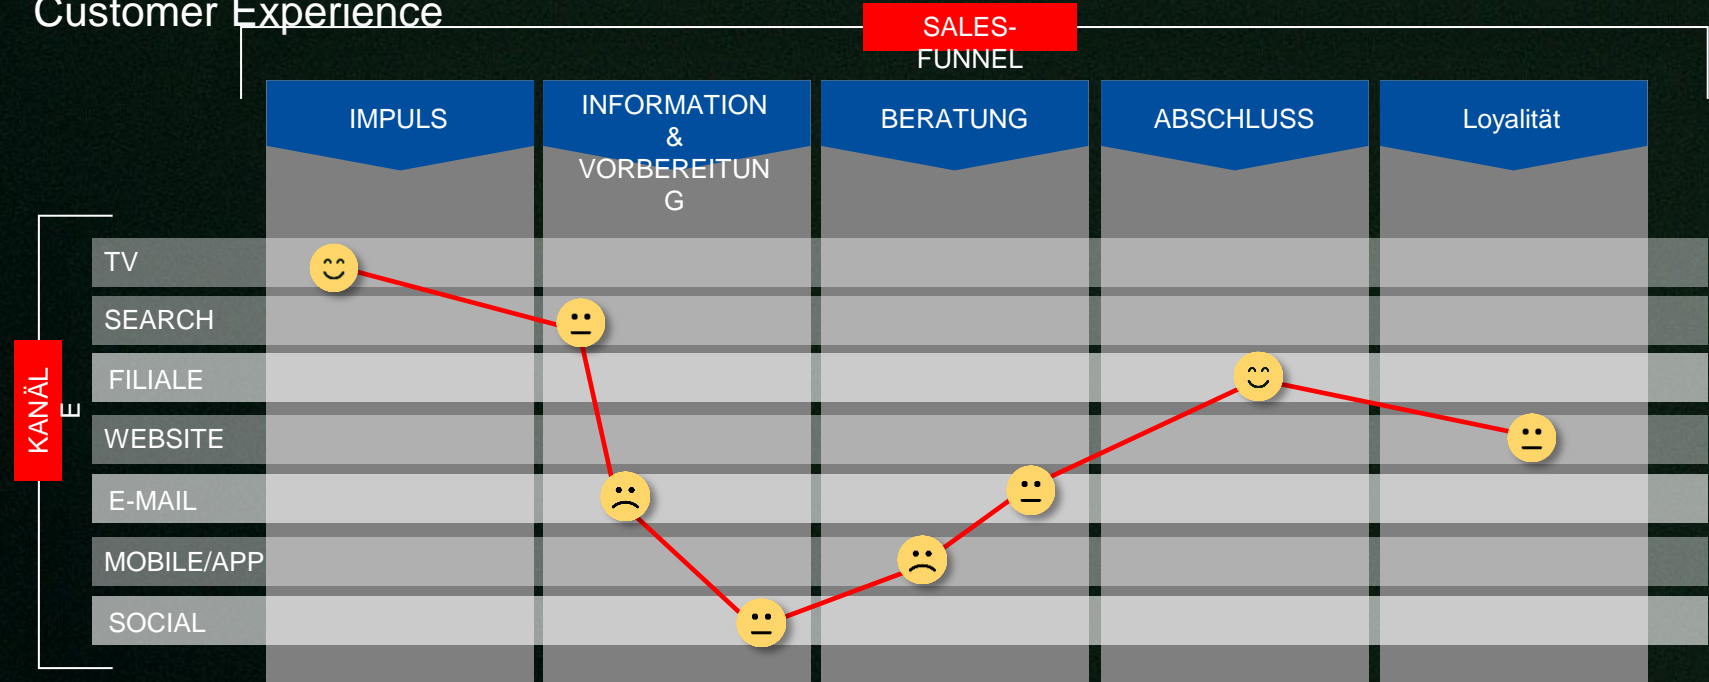 Customer Experience
SALES-
FUNNEL
IMPULS
INFORMATION
&
VORBEREITUN
G
BERATUNG
ABSCHLUSS
Loyalität
KANÄL
E
TV
SEARCH
FILIALE
WEBSITE
E-MAIL
MOBILE/APP
SOCIAL